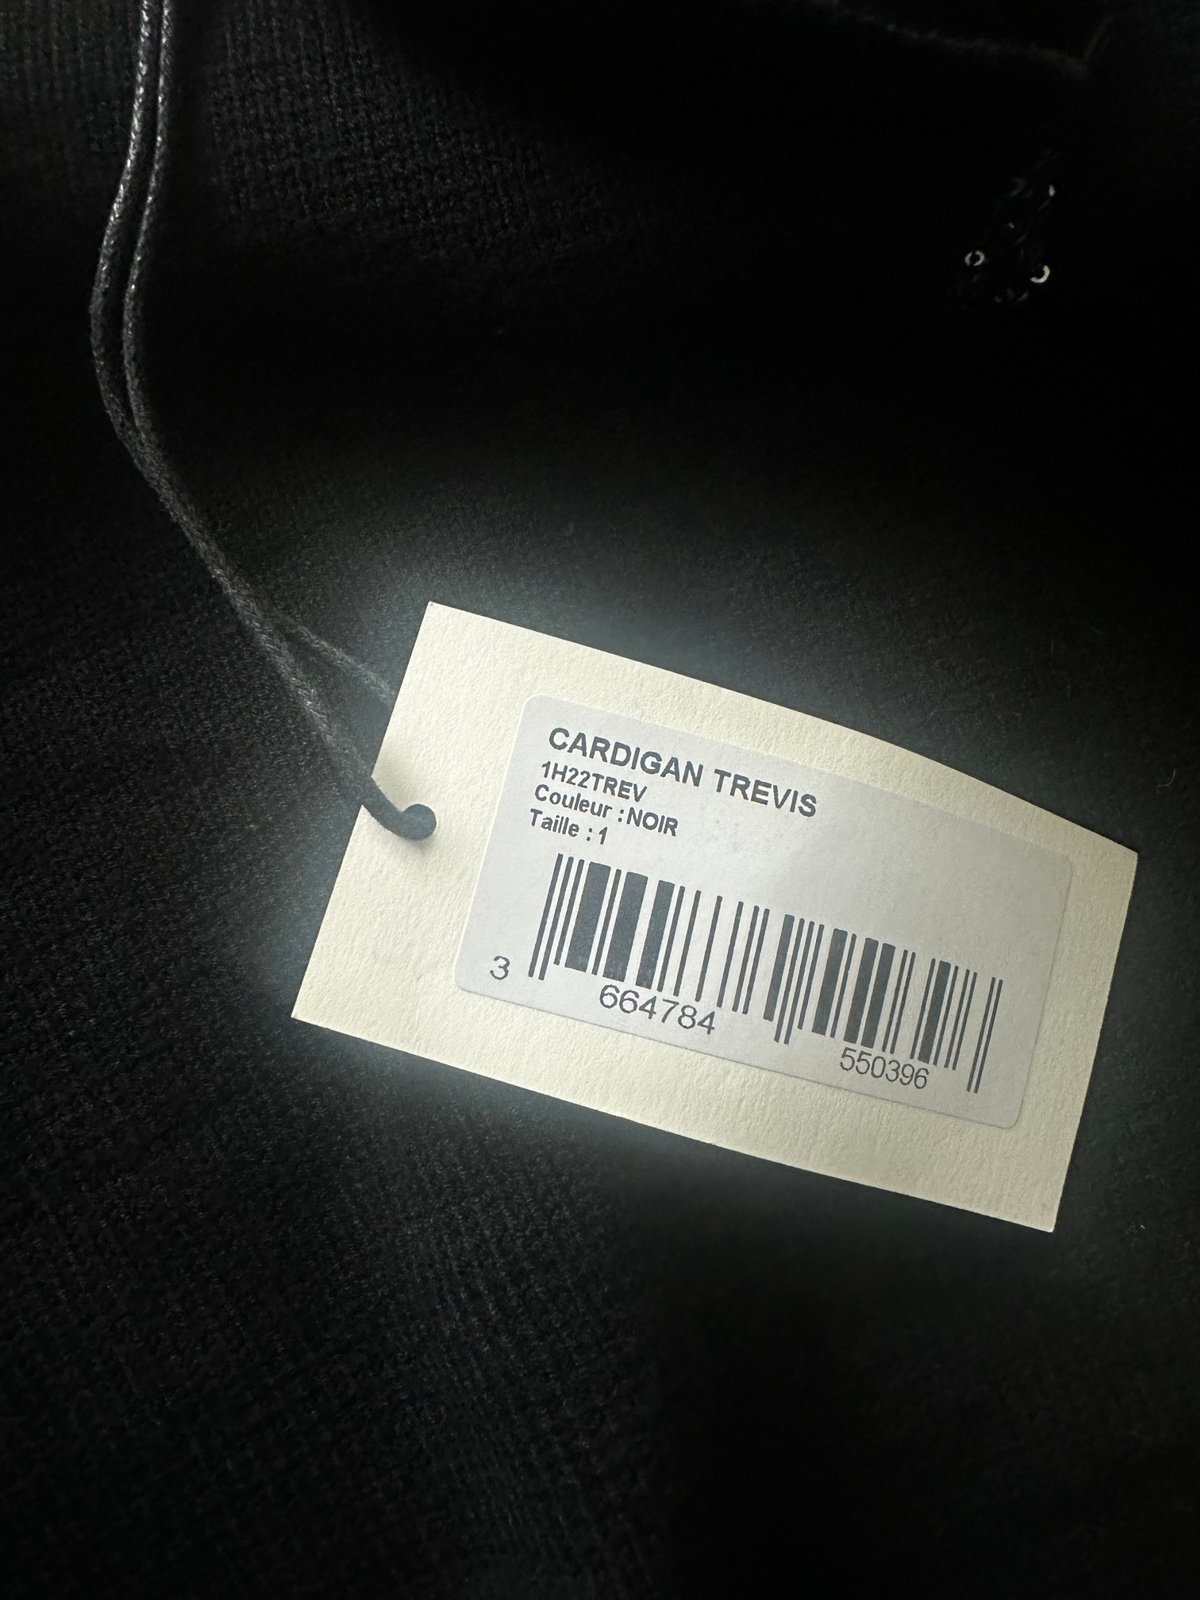 CARDIGAN TREVIS
1H22TREV
Couleur : NOIR
Taille : 1
3 664784 550396